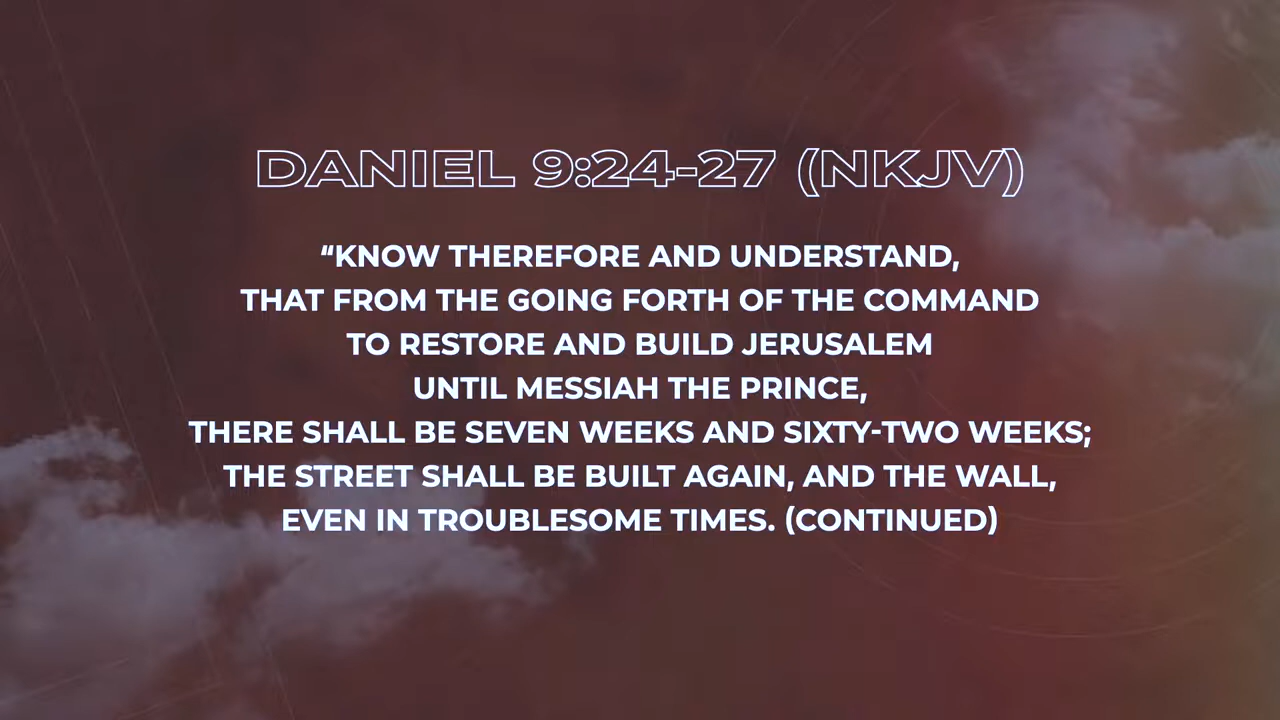 DANIEL 9:24-27 (NKJV)
“KNOW THEREFORE AND UNDERSTAND,
THAT FROM THE GOING FORTH OF THE COMMAND
TO RESTORE AND BUILD JERUSALEM
UNTIL MESSIAH THE PRINCE,
THERE SHALL BE SEVEN WEEKS AND SIXTY-TWO WEEKS;
THE STREET SHALL BE BUILT AGAIN, AND THE WALL,
EVEN IN TROUBLESOME TIMES. (CONTINUED)